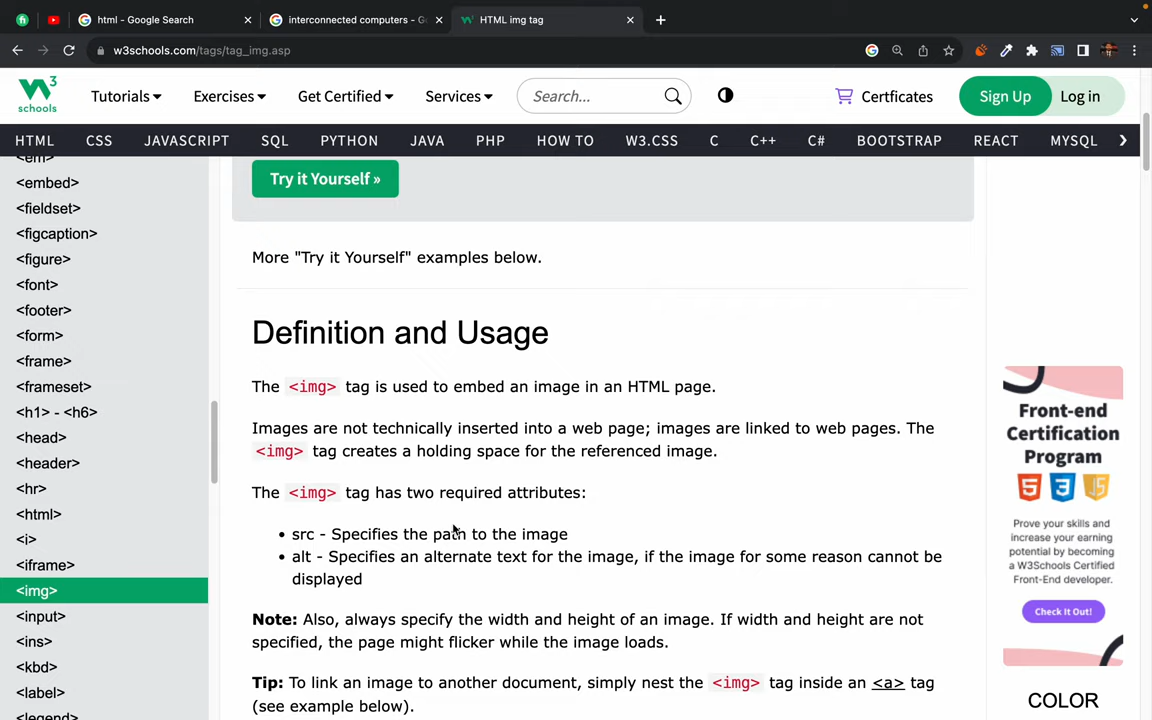 html - Google Search
interconnected computers - Go
HTML img tag
w3schools.com/tags/tag_img.asp
W3
schools
Tutorials
Exercises
Get Certified
Services
Search...
Certficates
Sign Up
Log in
HTML
CSS
JAVASCRIPT
SQL
PYTHON
JAVA
PHP
HOW TO
W3.CSS
C
C++
C#
BOOTSTRAP
REACT
MYSQL
<em>
<embed>
<fieldset>
<figcaption>
<figure>
<font>
<footer>
<form>
<frame>
<frameset>
<h1> - <h6>
<head>
<header>
<hr>
<html>
<i>
<iframe>
<img>
<input>
<ins>
<kbd>
<label>
<legend>
Try it Yourself »
More "Try it Yourself" examples below.
Definition and Usage
The <img> tag is used to embed an image in an HTML page.
Images are not technically inserted into a web page; images are linked to web pages. The
<img> tag creates a holding space for the referenced image.
The <img> tag has two required attributes:
• src - Specifies the path to the image
• alt - Specifies an alternate text for the image, if the image for some reason cannot be
displayed
Note: Also, always specify the width and height of an image. If width and height are not
specified, the page might flicker while the image loads.
Tip: To link an image to another document, simply nest the <img> tag inside an <a> tag
(see example below).
Front-end
Certification
Program
5
3
JS
Prove your skills and
increase your earning
potential by becoming
a W3Schools Certified
Front-End developer.
Check It Out!
COLOR